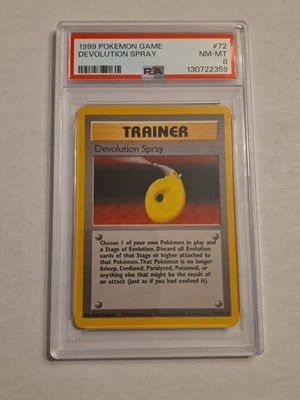 1999 POKEMON GAME #72
DEVOLUTION SPRAY NM-MT
8
PSA 130722359
TRAINER
Devolution Spray
Choose 1 of your own Pokémon in play and
a Stage of Evolution. Discard all Evolution
cards of that Stage or higher attached to
that Pokémon. That Pokémon is no longer
Asleep, Confused, Paralyzed, Poisoned, or
anything else that might be the result of
an attack (just as if you had evolved it).